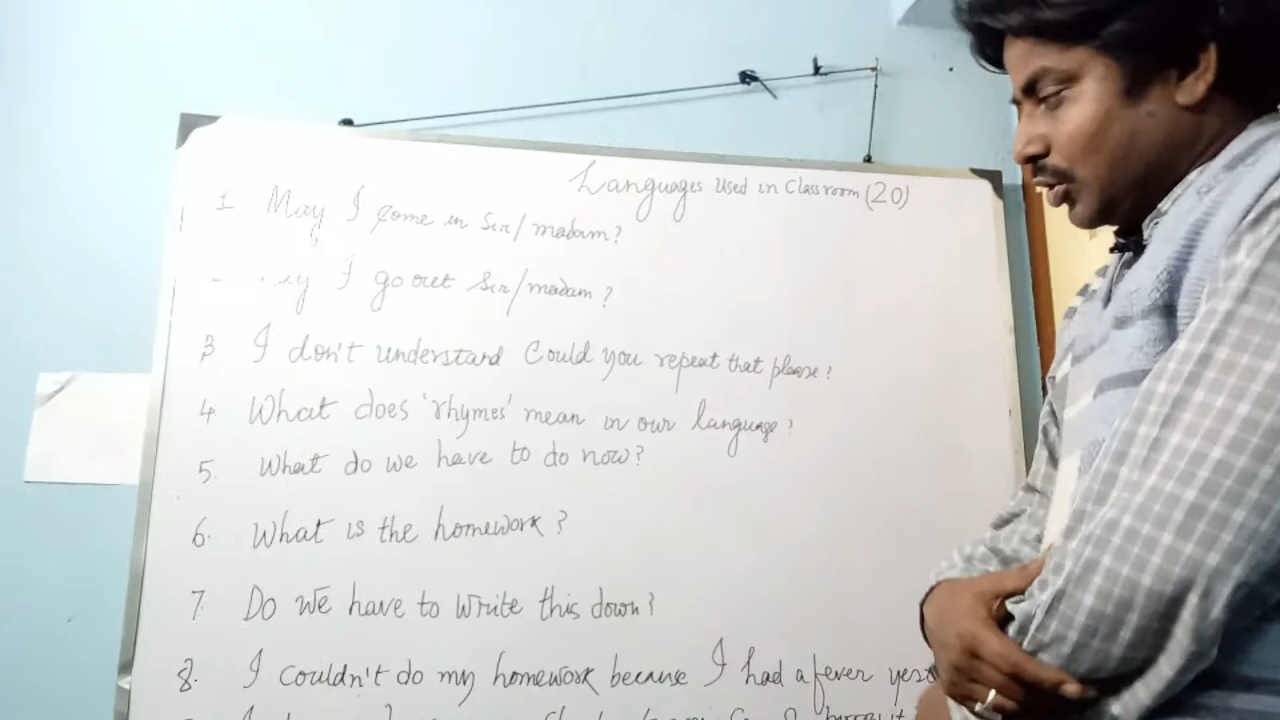 Languages Used in Classroom (20)
1 May I come in Sir/madam?
I go out Sir/madam?
3 I don't understand Could you repeat that please?
4. What does 'rhymes' mean in our language?
5. What do we have to do now?
6. What is the homework?
7. Do we have to Write this down?
8. I couldn't do my homework because I had a fever